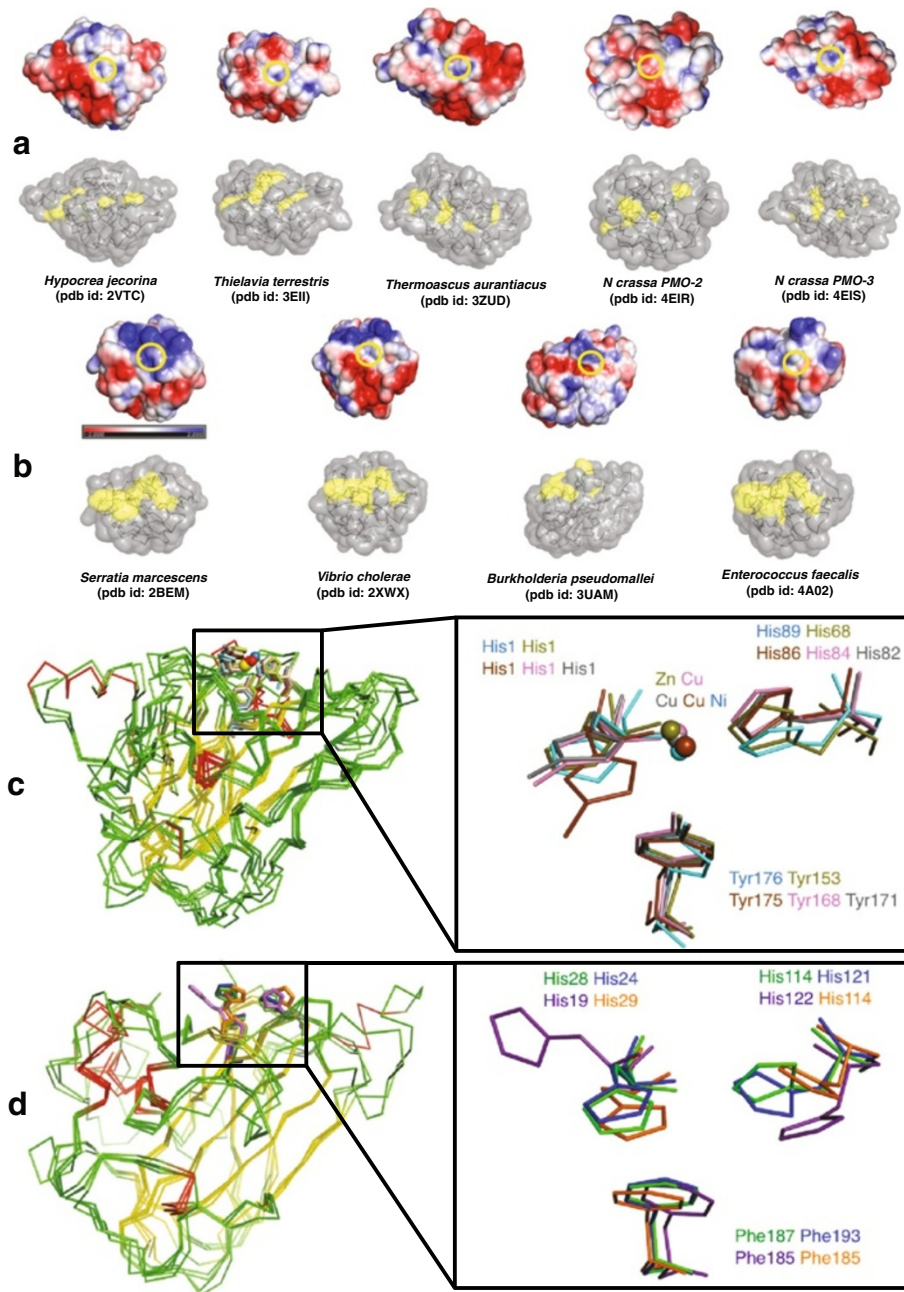 a
Hypocrea jecorina
(pdb id: 2VTC)
Thielavia terrestris
(pdb id: 3EII)
Thermoascus aurantiacus
(pdb id: 3ZUD)
N crassa PMO-2
(pdb id: 4EIR)
N crassa PMO-3
(pdb id: 4EIS)
b
Serratia marcescens
(pdb id: 2BEM)
Vibrio cholerae
(pdb id: 2XWX)
Burkholderia pseudomallei
(pdb id: 3UAM)
Enterococcus faecalis
(pdb id: 4A02)
c
His1 His1
His1 His1 His1
His89 His68
His86 His84 His82
Zn Cu
Cu Cu Ni
Tyr176 Tyr153
Tyr175 Tyr168 Tyr171
d
His28 His24
His19 His29
His114 His121
His122 His114
Phe187 Phe193
Phe185 Phe185